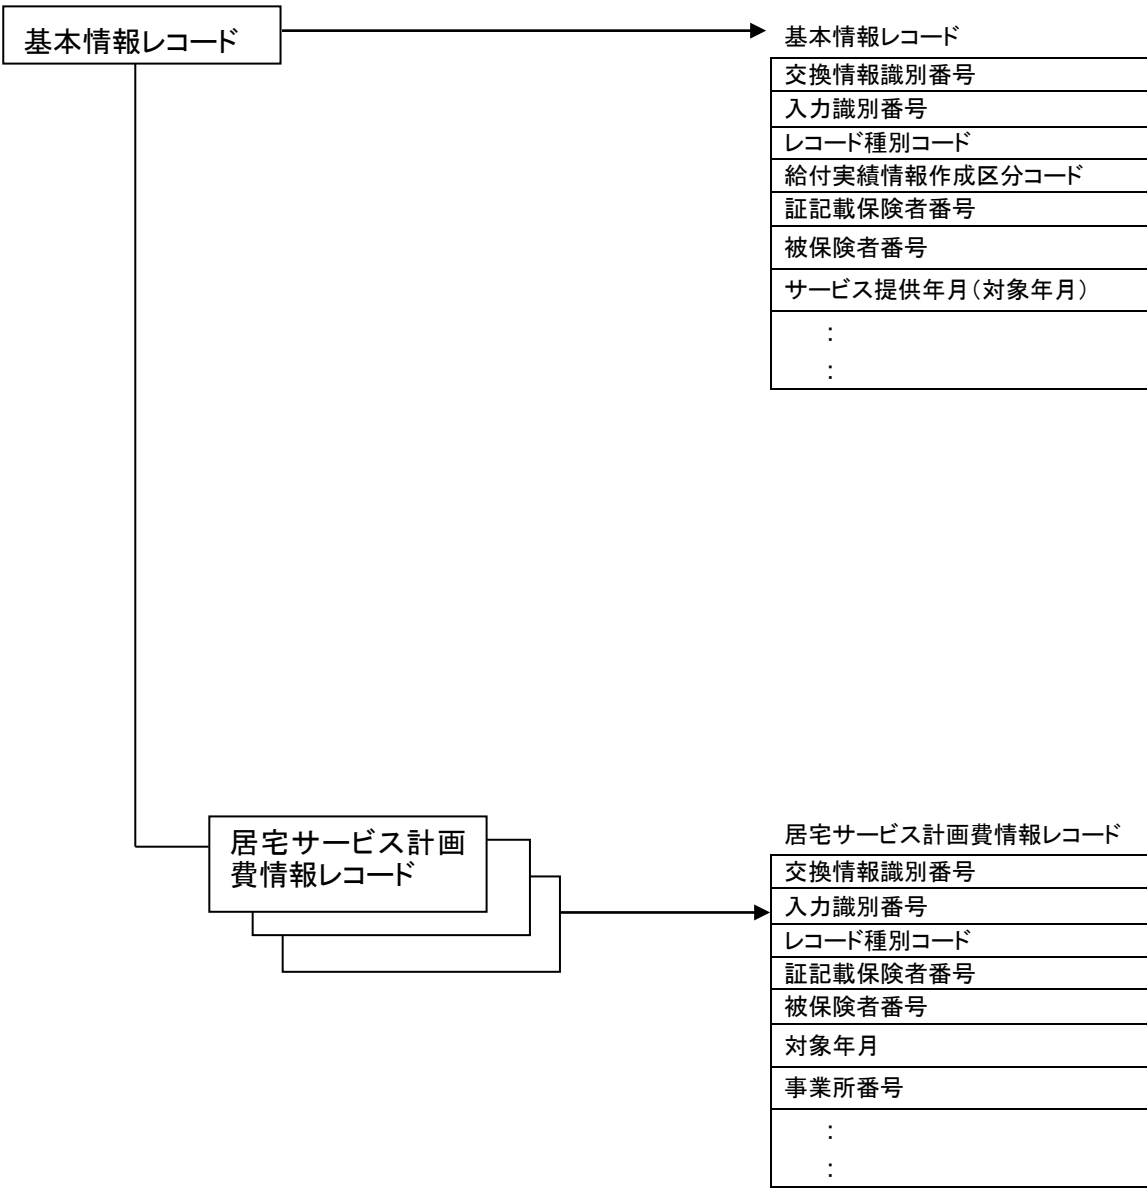 基本情報レコード
基本情報レコード
交換情報識別番号
入力識別番号
レコード種別コード
給付実績情報作成区分コード
証記載保険者番号
被保険者番号
サービス提供年月(対象年月)
:
:
居宅サービス計画
費情報レコード
居宅サービス計画費情報レコード
交換情報識別番号
入力識別番号
レコード種別コード
証記載保険者番号
被保険者番号
対象年月
事業所番号
:
: